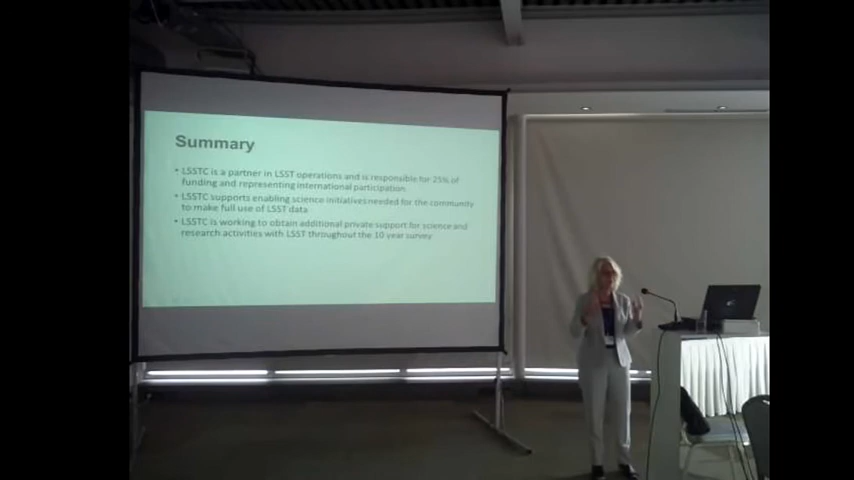 Summary
• LSSTC is a partner in LSST operations and is responsible for 25% of
funding and representing international participation
• LSSTC supports enabling science initiatives needed for the community
to make full use of LSST data
• LSSTC is working to obtain additional private support for science and
research activities with LSST throughout the 10 year survey